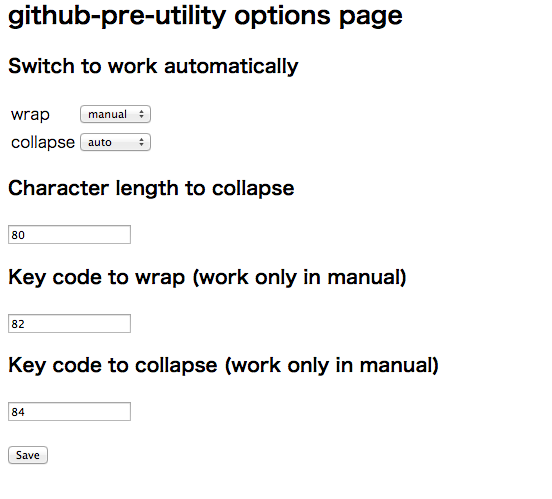 github-pre-utility options page
Switch to work automatically
wrap manual
collapse auto
Character length to collapse
80
Key code to wrap (work only in manual)
82
Key code to collapse (work only in manual)
84
Save